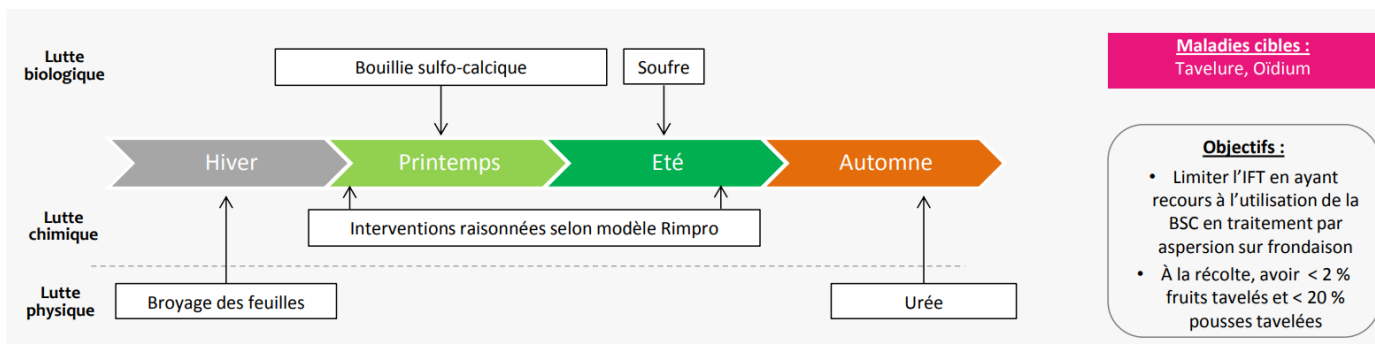 Lutte
biologique
Bouillie sulfo-calcique
Soufre
Hiver
Printemps
Eté
Automne
Lutte
chimique
Interventions raisonnées selon modèle Rimpro
Lutte
physique
Broyage des feuilles
Urée
Maladies cibles :
Tavelure, Oïdium
Objectifs :
• Limiter l’IFT en ayant
recours à l’utilisation de la
BSC en traitement par
aspersion sur frondaison
• À la récolte, avoir < 2 %
fruits tavelés et < 20 %
pousses tavelées